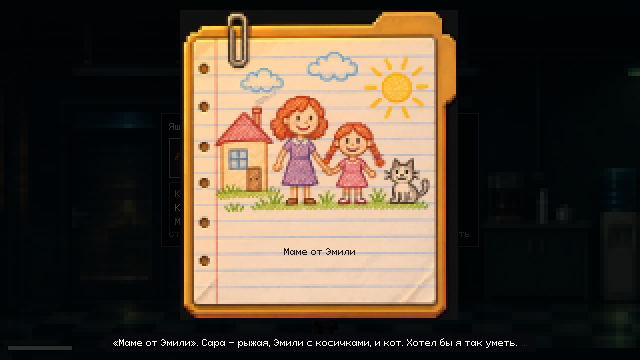 Маме от Эмили
«Маме от Эмили». Сара — рыжая, Эмили с косичками, и кот. Хотел бы я так уметь.